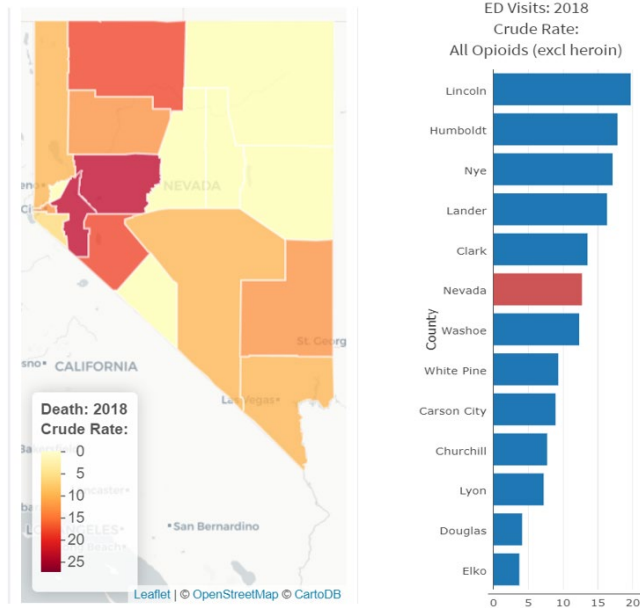 ED Visits: 2018
Crude Rate:
All Opioids (excl heroin)
NEVADA
CALIFORNIA
St. Georg
Las Vegas
San Bernardino
Death: 2018
Crude Rate:
0
5
10
15
20
25
Leaflet | © OpenStreetMap © CartoDB
County
Lincoln
Humboldt
Nye
Lander
Clark
Nevada
Washoe
White Pine
Carson City
Churchill
Lyon
Douglas
Elko
0 5 10 15 20